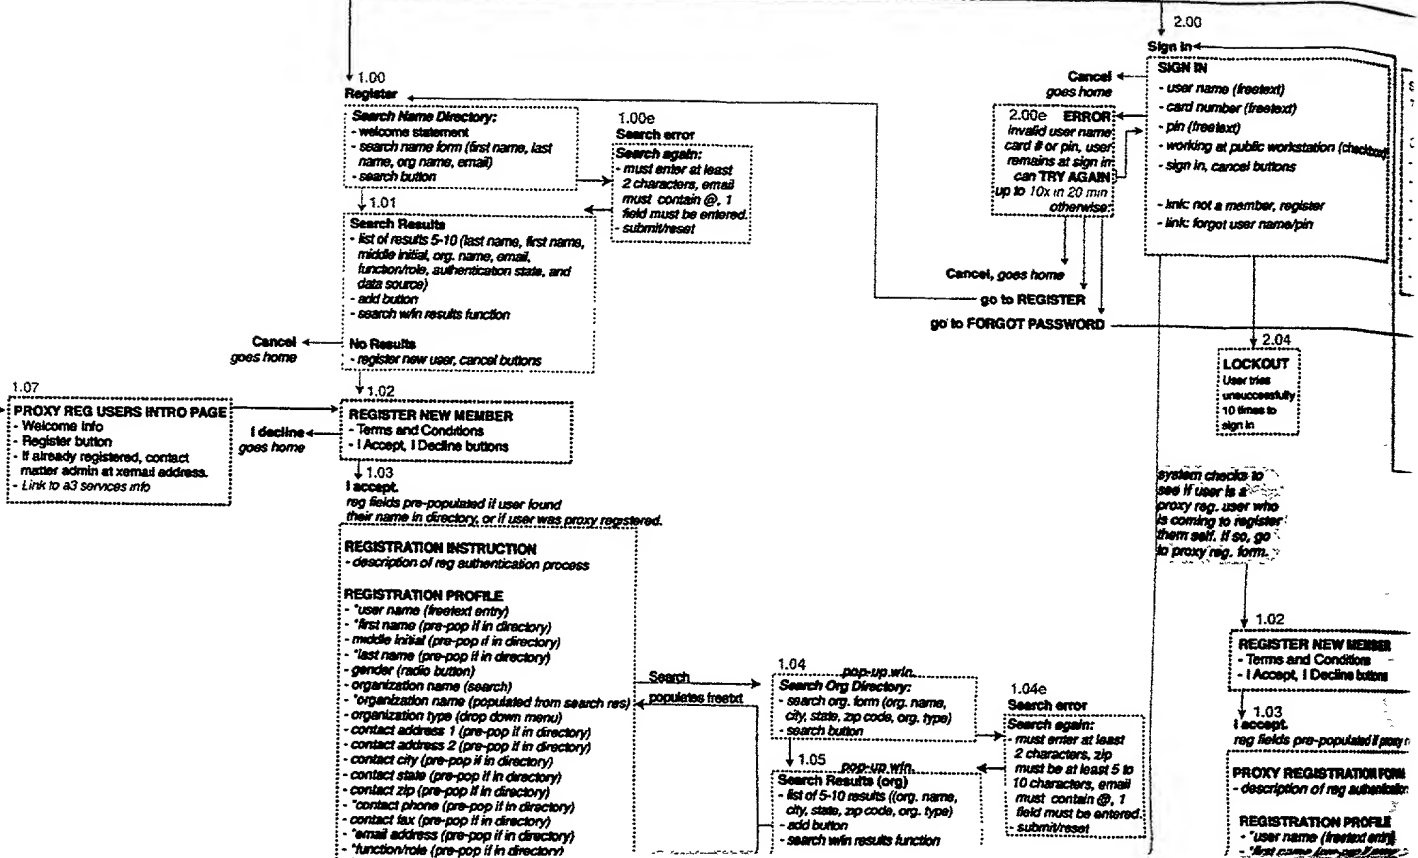 1.00
Register
Search Name Directory:
- welcome statement
- search name form (first name, last
name, org name, email)
- search button
1.00e
Search error
Search again:
- must enter at least
2 characters, email
must contain @, 1
field must be entered.
- submit/reset
1.01
Search Results
- list of results 5-10 (last name, first name,
middle initial, org. name, email,
function/role, authentication state, and
data source)
- add button
- search w/in results function
No Results
- register new user, cancel buttons
Cancel
goes home
1.07
PROXY REG USERS INTRO PAGE
- Welcome Info
- Register button
- If already registered, contact
matter admin at xemail address.
- Link to a3 services info
1.02
REGISTER NEW MEMBER
- Terms and Conditions
- I Accept, I Decline buttons
I decline
goes home
1.03
I accept.
reg fields pre-populated if user found
their name in directory, or if user was proxy registered.
REGISTRATION INSTRUCTION
- description of reg authentication process
REGISTRATION PROFILE
- *user name (freetext entry)
- *first name (pre-pop if in directory)
- middle initial (pre-pop if in directory)
- *last name (pre-pop if in directory)
- gender (radio button)
- organization name (search)
- *organization name (populated from search res)
- organization type (drop down menu)
- contact address 1 (pre-pop if in directory)
- contact address 2 (pre-pop if in directory)
- contact city (pre-pop if in directory)
- contact state (pre-pop if in directory)
- contact zip (pre-pop if in directory)
- *contact phone (pre-pop if in directory)
- contact fax (pre-pop if in directory)
- *email address (pre-pop if in directory)
- *function/role (pre-pop if in directory)
Search
populates freetxt
1.04
pop-up win.
Search Org Directory:
- search org. form (org. name,
city, state, zip code, org. type)
- search button
1.04e
Search error
Search again:
- must enter at least
2 characters, zip
must be at least 5 to
10 characters, email
must contain @, 1
field must be entered.
- submit/reset
1.05
pop-up win.
Search Results (org)
- list of 5-10 results ((org. name,
city, state, zip code, org. type)
- add button
- search w/in results function
2.00
Sign in
SIGN IN
- user name (freetext)
- card number (freetext)
- pin (freetext)
- working at public workstation (checkbox)
- sign in, cancel buttons
- link: not a member, register
- link: forgot user name/pin
Cancel
goes home
2.00e ERROR
invalid user name
card # or pin, user
remains at sign in
can TRY AGAIN
up to 10x in 20 min
otherwise:
Cancel, goes home
go to REGISTER
go to FORGOT PASSWORD
2.04
LOCKOUT
User tries
unsuccessfully
10 times to
sign in
system checks to
see if user is a
proxy reg. user who
is coming to register
them self. If so, go
to proxy reg. form.
1.02
REGISTER NEW MEMBER
- Terms and Conditions
- I Accept, I Decline buttons
1.03
I accept.
reg fields pre-populated if proxy
PROXY REGISTRATION FORM
- description of reg authentication
REGISTRATION PROFILE
- *user name (freetext entry)
- *first name (pre-pop if